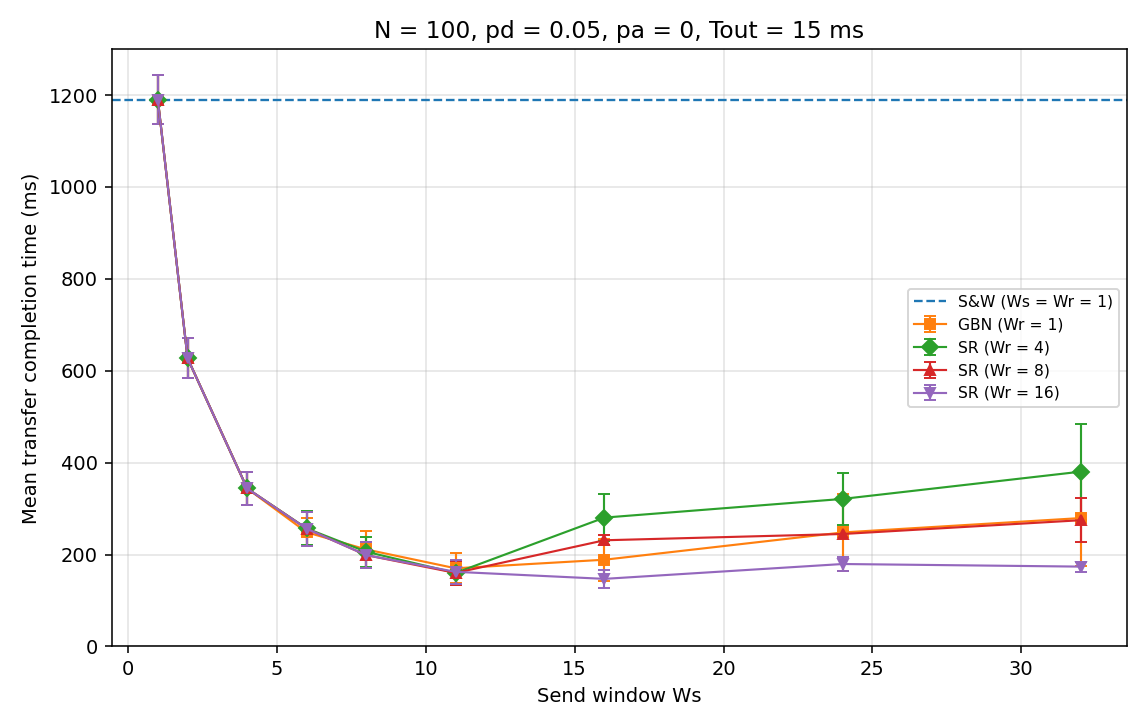 N = 100, pd = 0.05, pa = 0, Tout = 15 ms
Mean transfer completion time (ms)
1200
1000
800
600
400
200
0
S&W (Ws = Wr = 1)
GBN (Wr = 1)
SR (Wr = 4)
SR (Wr = 8)
SR (Wr = 16)
0 5 10 15 20 25 30
Send window Ws